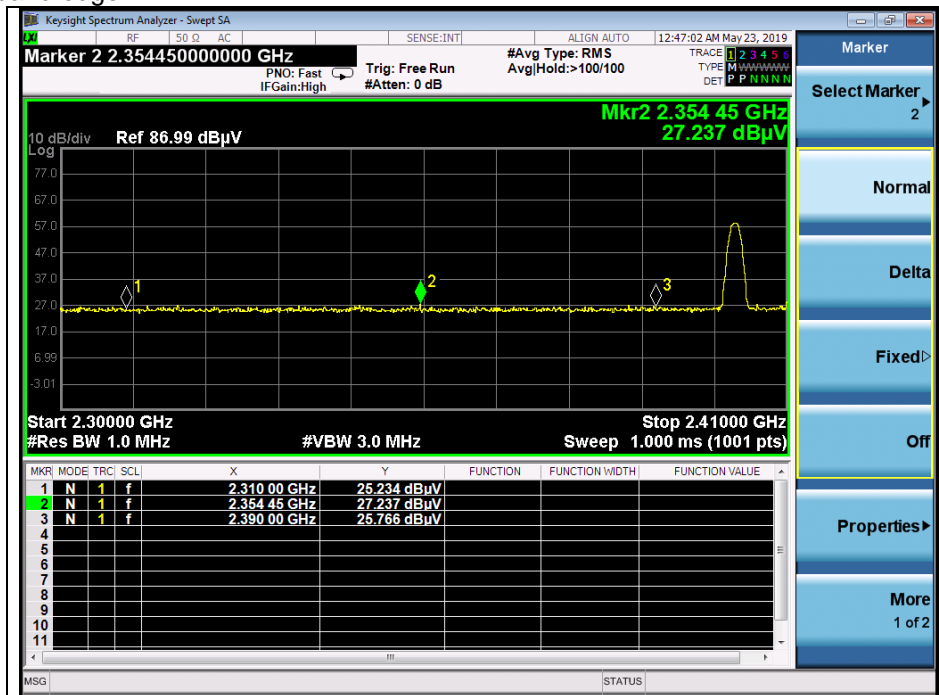 Keysight Spectrum Analyzer - Swept SA
LXI RF 50 Ω AC SENSE:INT ALIGN AUTO 12:47:02 AM May 23, 2019
Marker 2 2.354450000000 GHz
PNO: Fast
IFGain:High
Trig: Free Run
#Atten: 0 dB
#Avg Type: RMS
Avg|Hold:>100/100
TRACE 1 2 3 4 5 6
TYPE M WWWWW
DET P P N N N N
Mkr2 2.354 45 GHz
27.237 dBµV
10 dB/div Ref 86.99 dBµV
Log
77.0
67.0
57.0
47.0
37.0
27.0
17.0
6.99
-3.01
1
2
3
Start 2.30000 GHz Stop 2.41000 GHz
#Res BW 1.0 MHz #VBW 3.0 MHz Sweep 1.000 ms (1001 pts)
MKR MODE TRC SCL X Y FUNCTION FUNCTION WIDTH FUNCTION VALUE
1 N 1 f 2.310 00 GHz 25.234 dBµV
2 N 1 f 2.354 45 GHz 27.237 dBµV
3 N 1 f 2.390 00 GHz 25.766 dBµV
4
5
6
7
8
9
10
11
MSG STATUS
Marker
Select Marker
2
Normal
Delta
Fixed
Off
Properties
More
1 of 2